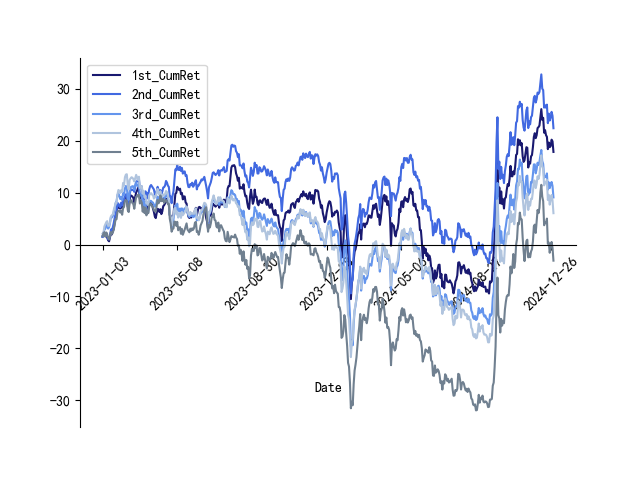 30
20
10
0
-10
-20
-30
1st_CumRet
2nd_CumRet
3rd_CumRet
4th_CumRet
5th_CumRet
2023-01-03
2023-05-08
2023-08-30
2024-12-26
Date